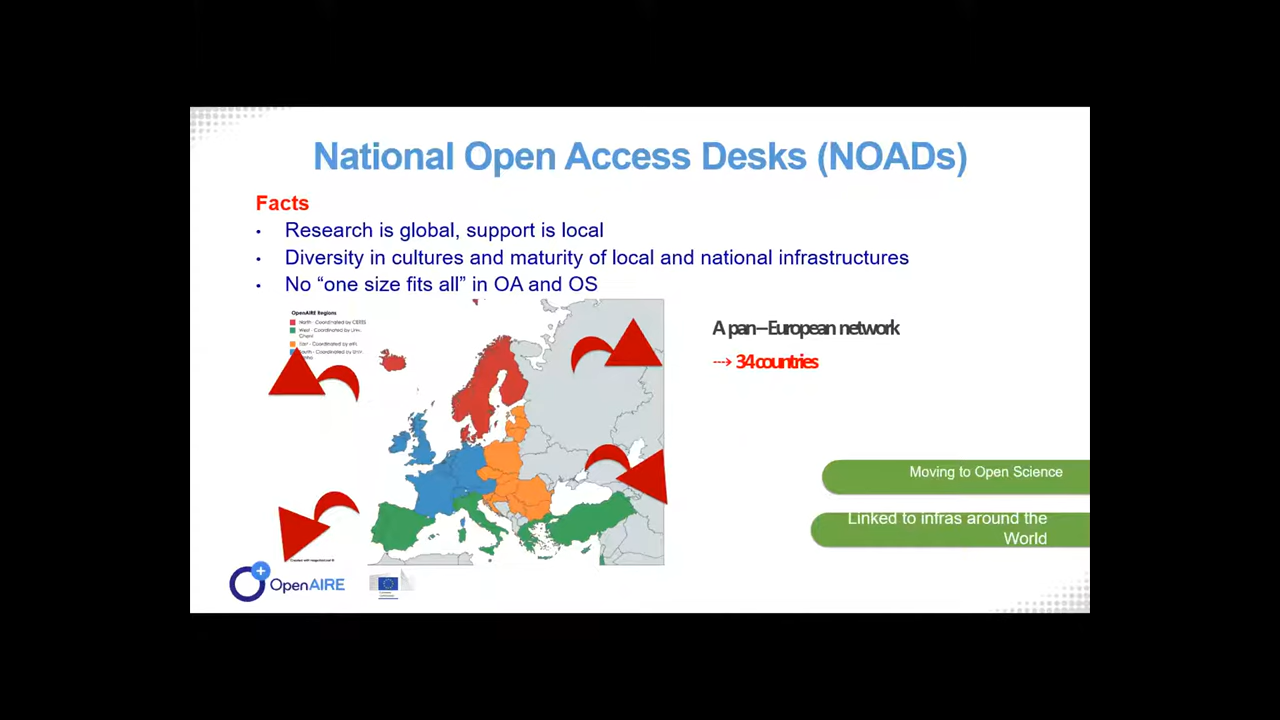 National Open Access Desks (NOADs)
Facts
• Research is global, support is local
• Diversity in cultures and maturity of local and national infrastructures
• No “one size fits all” in OA and OS
OpenAIRE Regions
North - Coordinated by
West - Coordinated by Univ.
East - Coordinated by
South - Coordinated by Univ.
A pan–European network
---> 34 countries
Moving to Open Science
Linked to infras around the
World
OpenAIRE